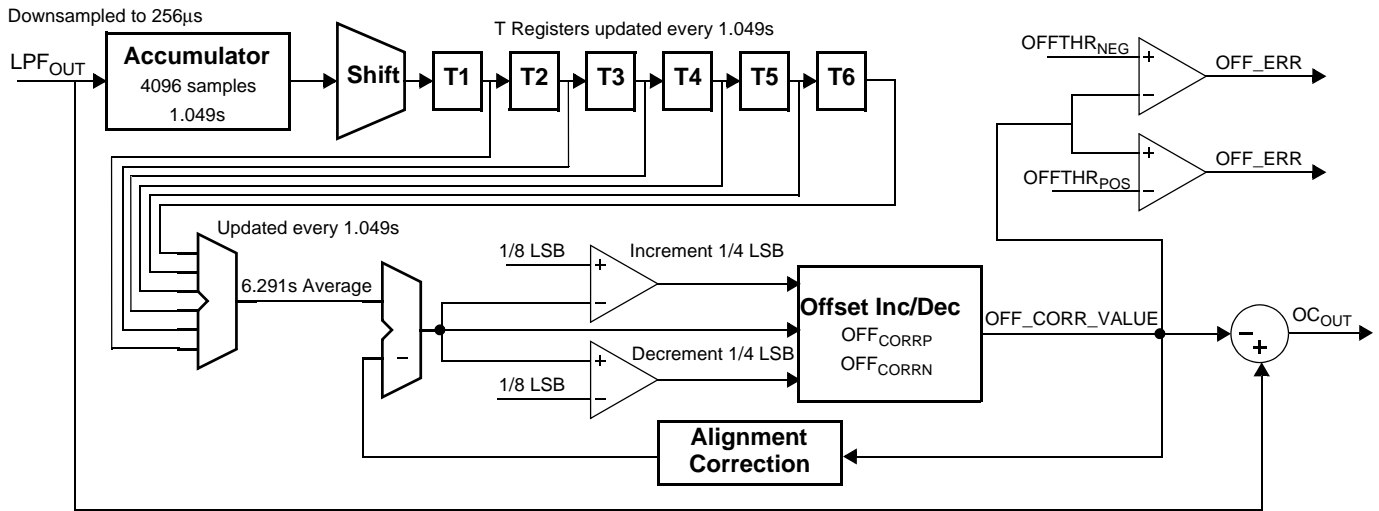 Downsampled to 256μs
LPFOUT
Accumulator
4096 samples
1.049s
Shift
T Registers updated every 1.049s
T1
T2
T3
T4
T5
T6
OFFTHRNEG
+
−
OFF_ERR
+
−
OFFTHRPOS
OFF_ERR
Updated every 1.049s
6.291s Average
−
1/8 LSB
+
−
Increment 1/4 LSB
+
−
1/8 LSB
Decrement 1/4 LSB
Offset Inc/Dec
OFFCORRP
OFFCORRN
OFF_CORR_VALUE
−
+
OCOUT
Alignment
Correction